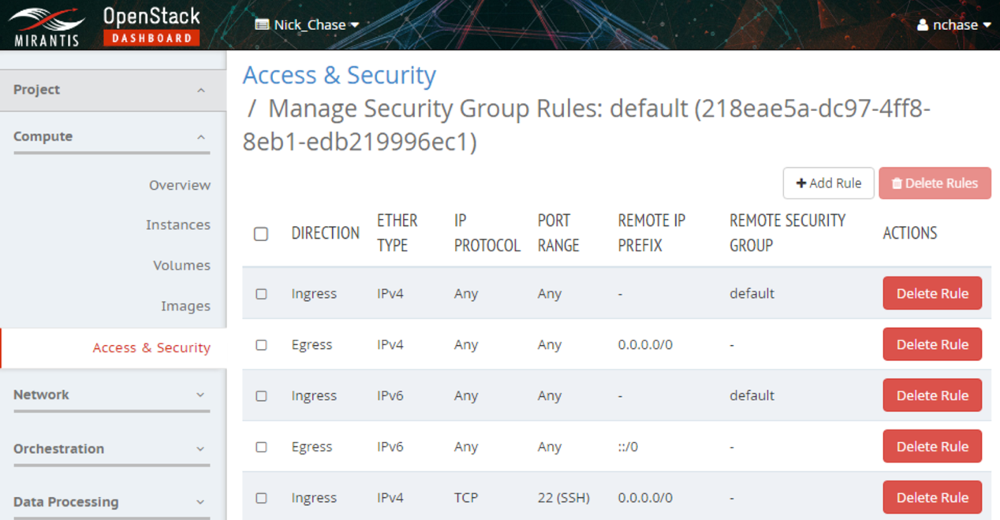 MIRANTIS
OpenStack
DASHBOARD
Nick_Chase
nchase
Project
Compute
Overview
Instances
Volumes
Images
Access & Security
Network
Orchestration
Data Processing
Access & Security
/ Manage Security Group Rules: default (218eae5a-dc97-4ff8-
8eb1-edb219996ec1)
Add Rule
Delete Rules
DIRECTION ETHER TYPE IP PROTOCOL PORT RANGE REMOTE IP PREFIX REMOTE SECURITY GROUP ACTIONS
Ingress IPv4 Any Any - default Delete Rule
Egress IPv4 Any Any 0.0.0.0/0 - Delete Rule
Ingress IPv6 Any Any - default Delete Rule
Egress IPv6 Any Any ::/0 - Delete Rule
Ingress IPv4 TCP 22 (SSH) 0.0.0.0/0 - Delete Rule